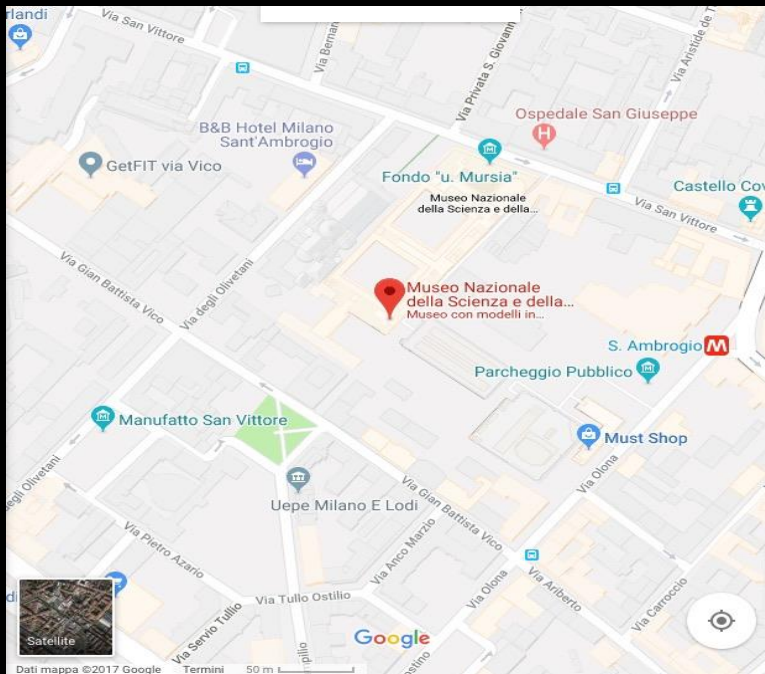 erlandi
Via San Vittore
Via Bernar
Via Privata S. Giovann
Via Aristide de T
Ospedale San Giuseppe
H
B&B Hotel Milano
Sant'Ambrogio
GetFIT via Vico
Fondo "u. Mursia"
Museo Nazionale
della Scienza e della...
Castello Cov
Via San Vittore
Via Gian Battista Vico
Via degli Olivetani
Museo Nazionale
della Scienza e della...
Museo con modelli in...
S. Ambrogio M
Parcheggio Pubblico
Manufatto San Vittore
Must Shop
Via Olona
degli Olivetani
Uepe Milano E Lodi
Via Gian Battista Vico
Via Pietro Azario
Via Anco Marzio
Via Ariberto
Via Carroccio
Via Olona
Via Tullo Ostilio
Via Servio Tullio
Satellite
Google
Dati mappa ©2017 Google Termini 50 m